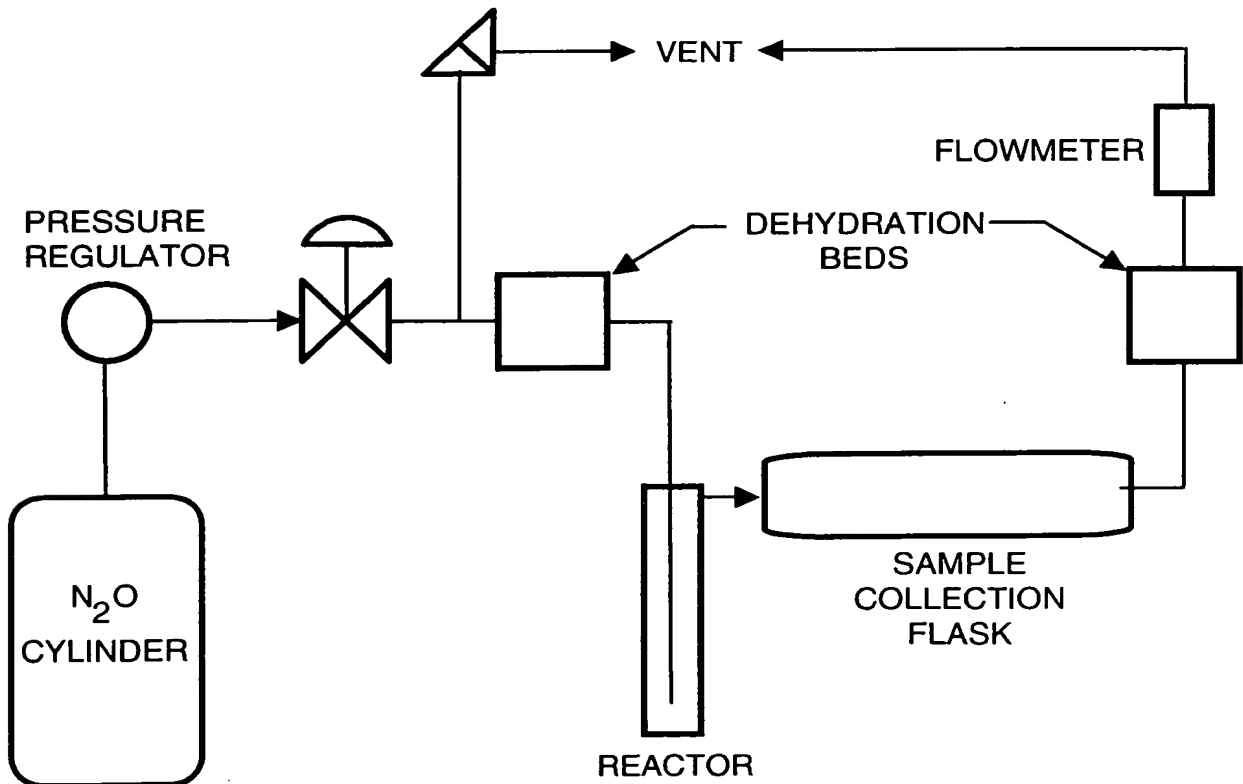 VENT
FLOWMETER
PRESSURE
REGULATOR
DEHYDRATION
BEDS
N₂O
CYLINDER
SAMPLE
COLLECTION
FLASK
REACTOR